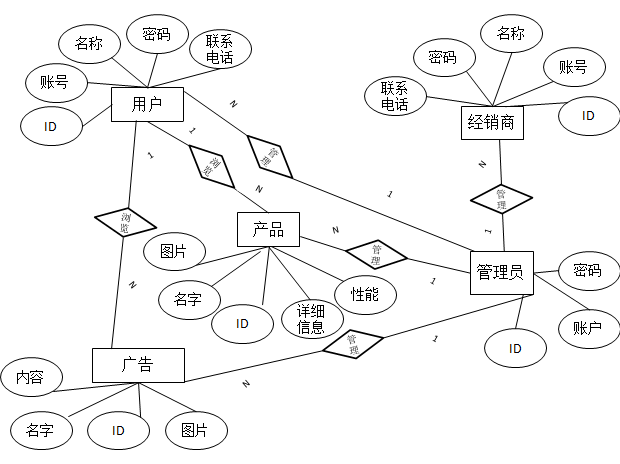 名称
密码
联系
电话
账号
ID
用户
名称
密码
账号
联系
电话
ID
经销商
N
管理
1
1
浏览
N
1
浏览
N
N
管理
1
产品
图片
名字
ID
详细
信息
性能
N
管理
1
管理员
密码
账户
ID
广告
内容
名字
ID
图片
N
管理
1